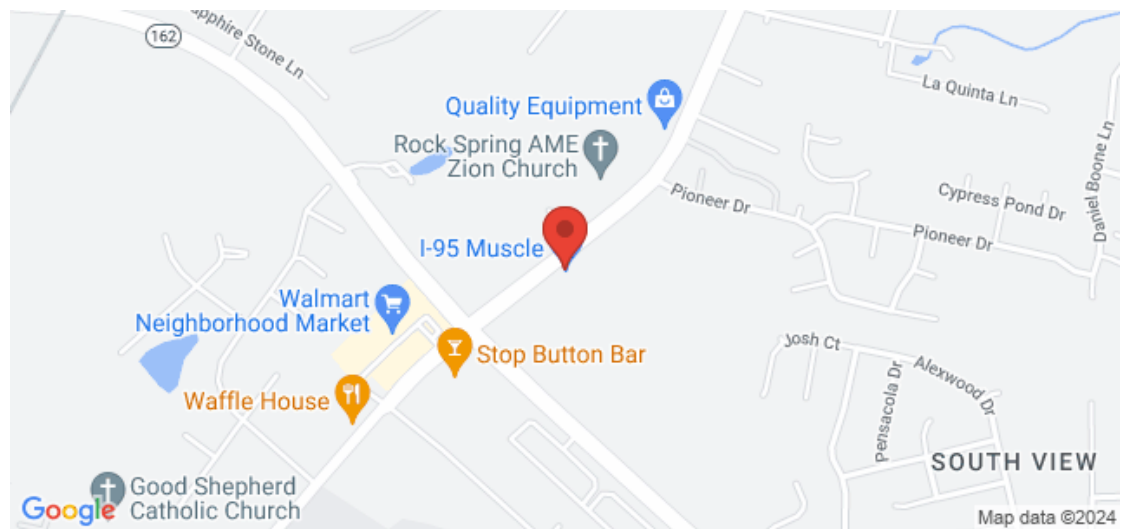 162
Sapphire Stone Ln
La Quinta Ln
Quality Equipment
Rock Spring AME
Zion Church
Pioneer Dr
Cypress Pond Dr
Daniel Boone Ln
Pioneer Dr
I-95 Muscle
Walmart
Neighborhood Market
Stop Button Bar
Josh Ct
Alexwood Dr
Pensacola Dr
Waffle House
SOUTH VIEW
Good Shepherd
Catholic Church
Google
Map data ©2024